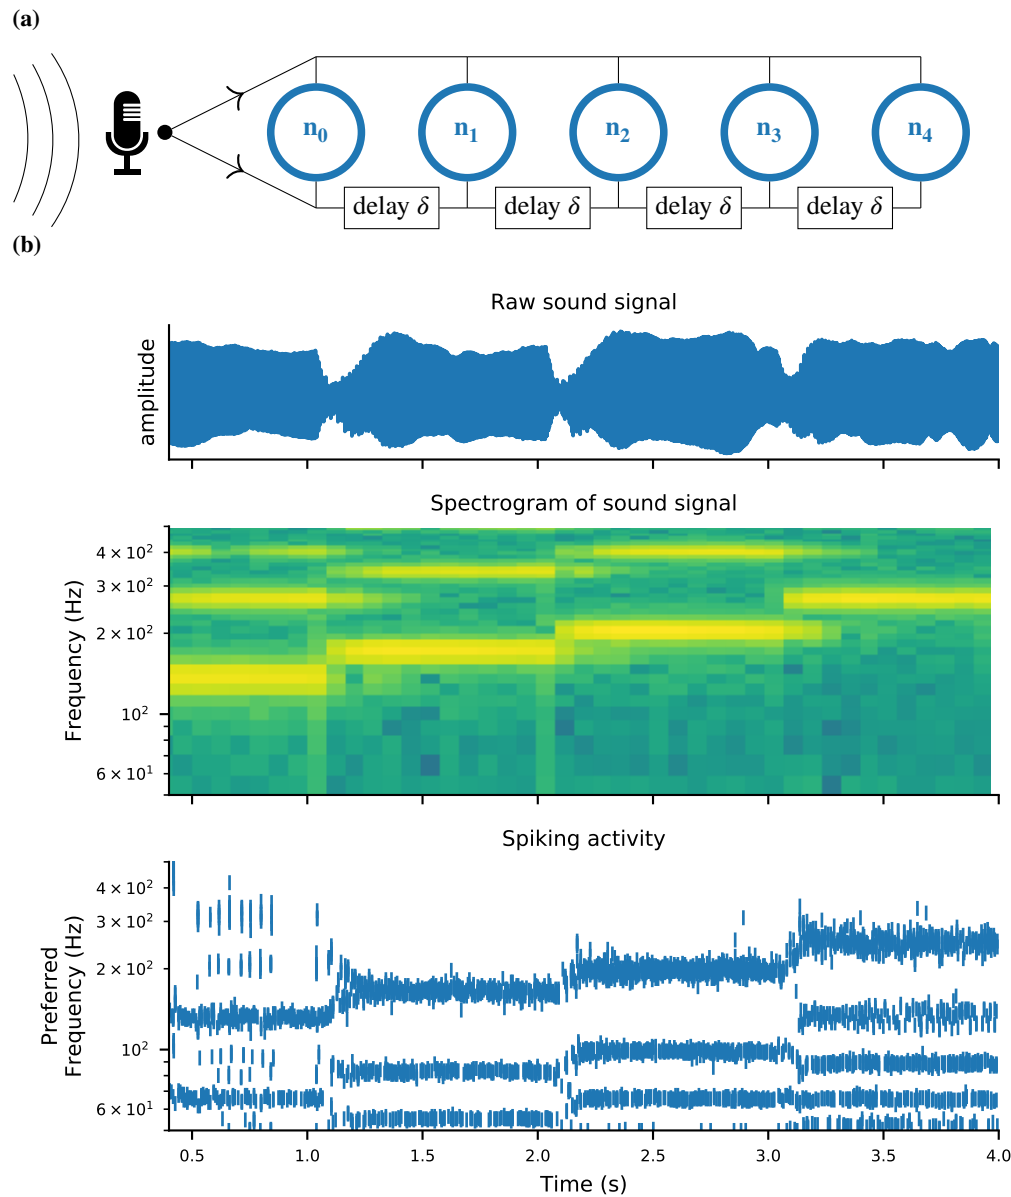 (a)
n₀ n₁ n₂ n₃ n₄
delay δ delay δ delay δ delay δ
(b)
Raw sound signal
amplitude
Spectrogram of sound signal
Frequency (Hz)
4 × 10²
3 × 10²
2 × 10²
10²
6 × 10¹
Spiking activity
Preferred
Frequency (Hz)
4 × 10²
3 × 10²
2 × 10²
10²
6 × 10¹
0.5 1.0 1.5 2.0 2.5 3.0 3.5 4.0
Time (s)